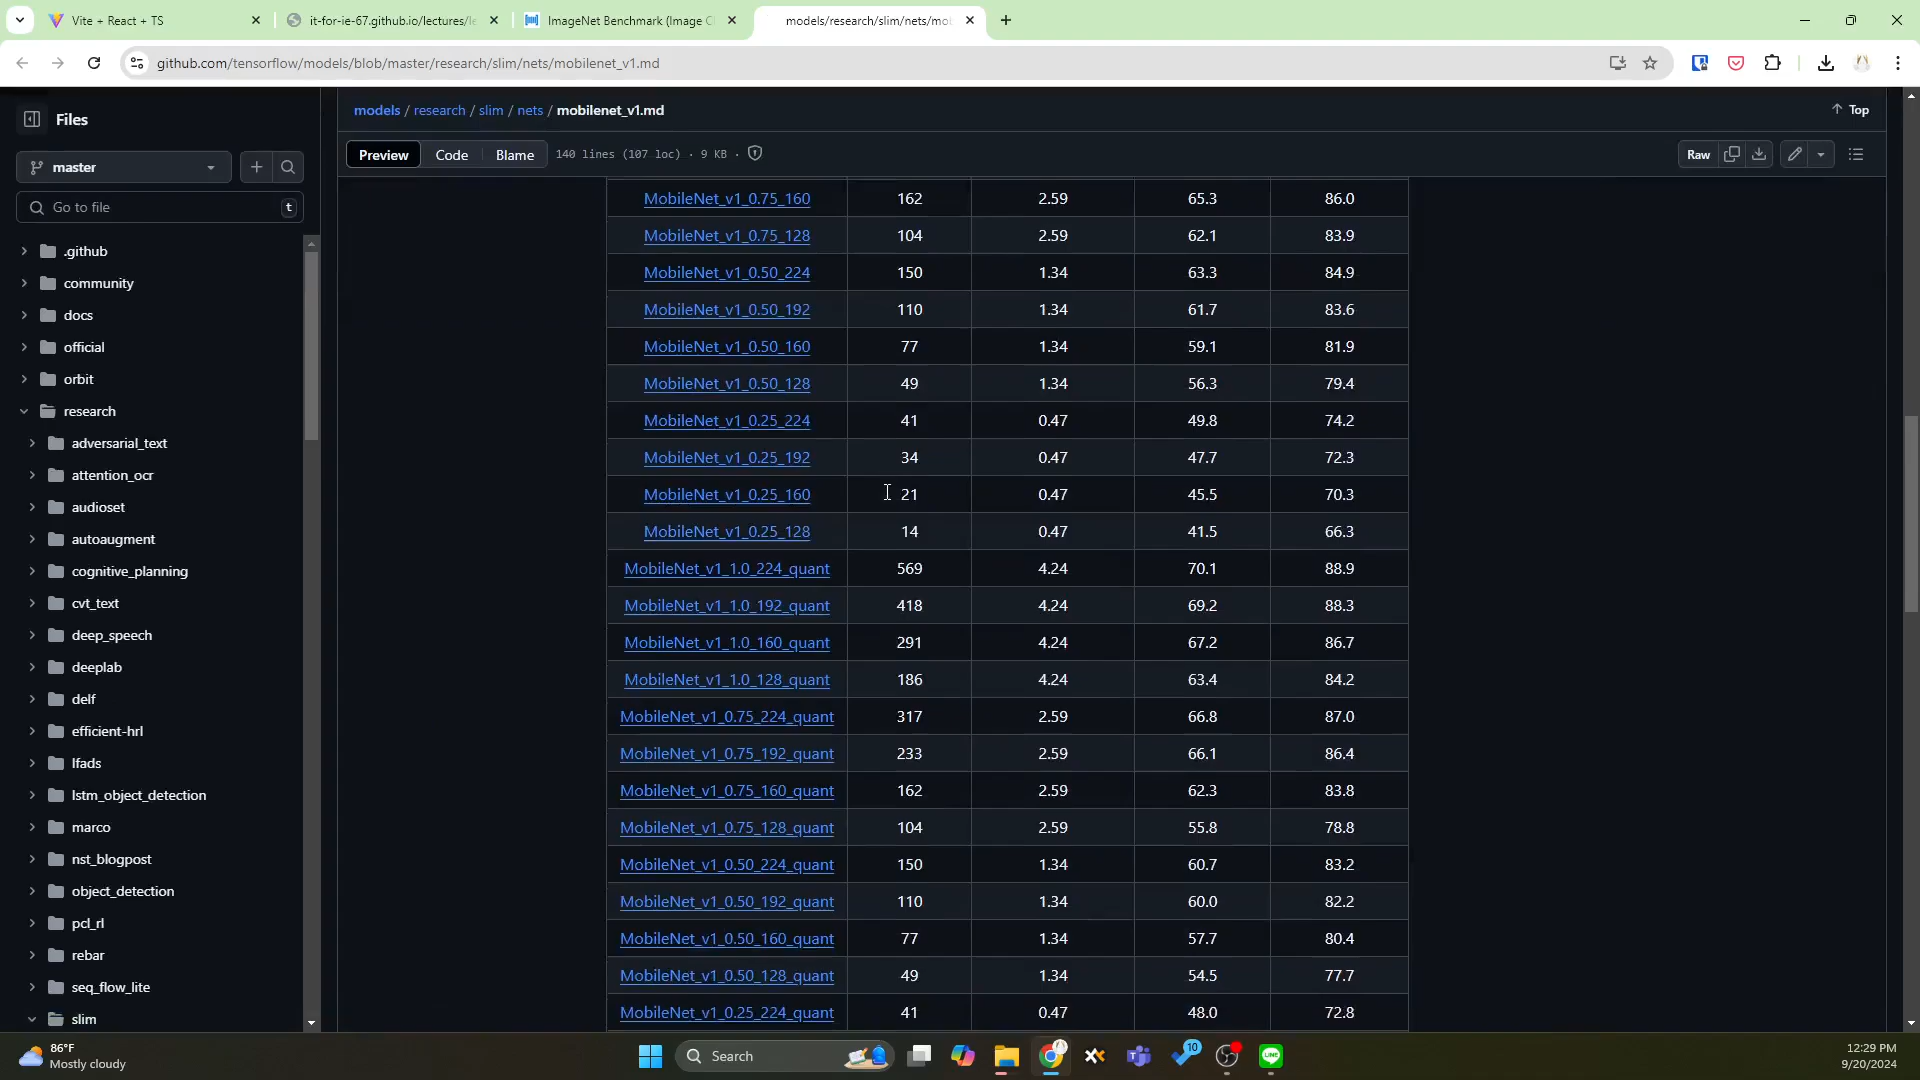 Vite + React + TS
it-for-ie-67.github.io/lectures/le
ImageNet Benchmark (Image Cl
models/research/slim/nets/mob
github.com/tensorflow/models/blob/master/research/slim/nets/mobilenet_v1.md
Files
master
Go to file
t
.github
community
docs
official
orbit
research
adversarial_text
attention_ocr
audioset
autoaugment
cognitive_planning
cvt_text
deep_speech
deeplab
delf
efficient-hrl
lfads
lstm_object_detection
marco
nst_blogpost
object_detection
pcl_rl
rebar
seq_flow_lite
slim
models / research / slim / nets / mobilenet_v1.md
Top
Preview
Code
Blame
140 lines (107 loc) · 9 KB ·
Raw
MobileNet_v1_0.75_160 162 2.59 65.3 86.0
MobileNet_v1_0.75_128 104 2.59 62.1 83.9
MobileNet_v1_0.50_224 150 1.34 63.3 84.9
MobileNet_v1_0.50_192 110 1.34 61.7 83.6
MobileNet_v1_0.50_160 77 1.34 59.1 81.9
MobileNet_v1_0.50_128 49 1.34 56.3 79.4
MobileNet_v1_0.25_224 41 0.47 49.8 74.2
MobileNet_v1_0.25_192 34 0.47 47.7 72.3
MobileNet_v1_0.25_160 21 0.47 45.5 70.3
MobileNet_v1_0.25_128 14 0.47 41.5 66.3
MobileNet_v1_1.0_224_quant 569 4.24 70.1 88.9
MobileNet_v1_1.0_192_quant 418 4.24 69.2 88.3
MobileNet_v1_1.0_160_quant 291 4.24 67.2 86.7
MobileNet_v1_1.0_128_quant 186 4.24 63.4 84.2
MobileNet_v1_0.75_224_quant 317 2.59 66.8 87.0
MobileNet_v1_0.75_192_quant 233 2.59 66.1 86.4
MobileNet_v1_0.75_160_quant 162 2.59 62.3 83.8
MobileNet_v1_0.75_128_quant 104 2.59 55.8 78.8
MobileNet_v1_0.50_224_quant 150 1.34 60.7 83.2
MobileNet_v1_0.50_192_quant 110 1.34 60.0 82.2
MobileNet_v1_0.50_160_quant 77 1.34 57.7 80.4
MobileNet_v1_0.50_128_quant 49 1.34 54.5 77.7
MobileNet_v1_0.25_224_quant 41 0.47 48.0 72.8
86°F
Mostly cloudy
Search
10
12:29 PM
9/20/2024